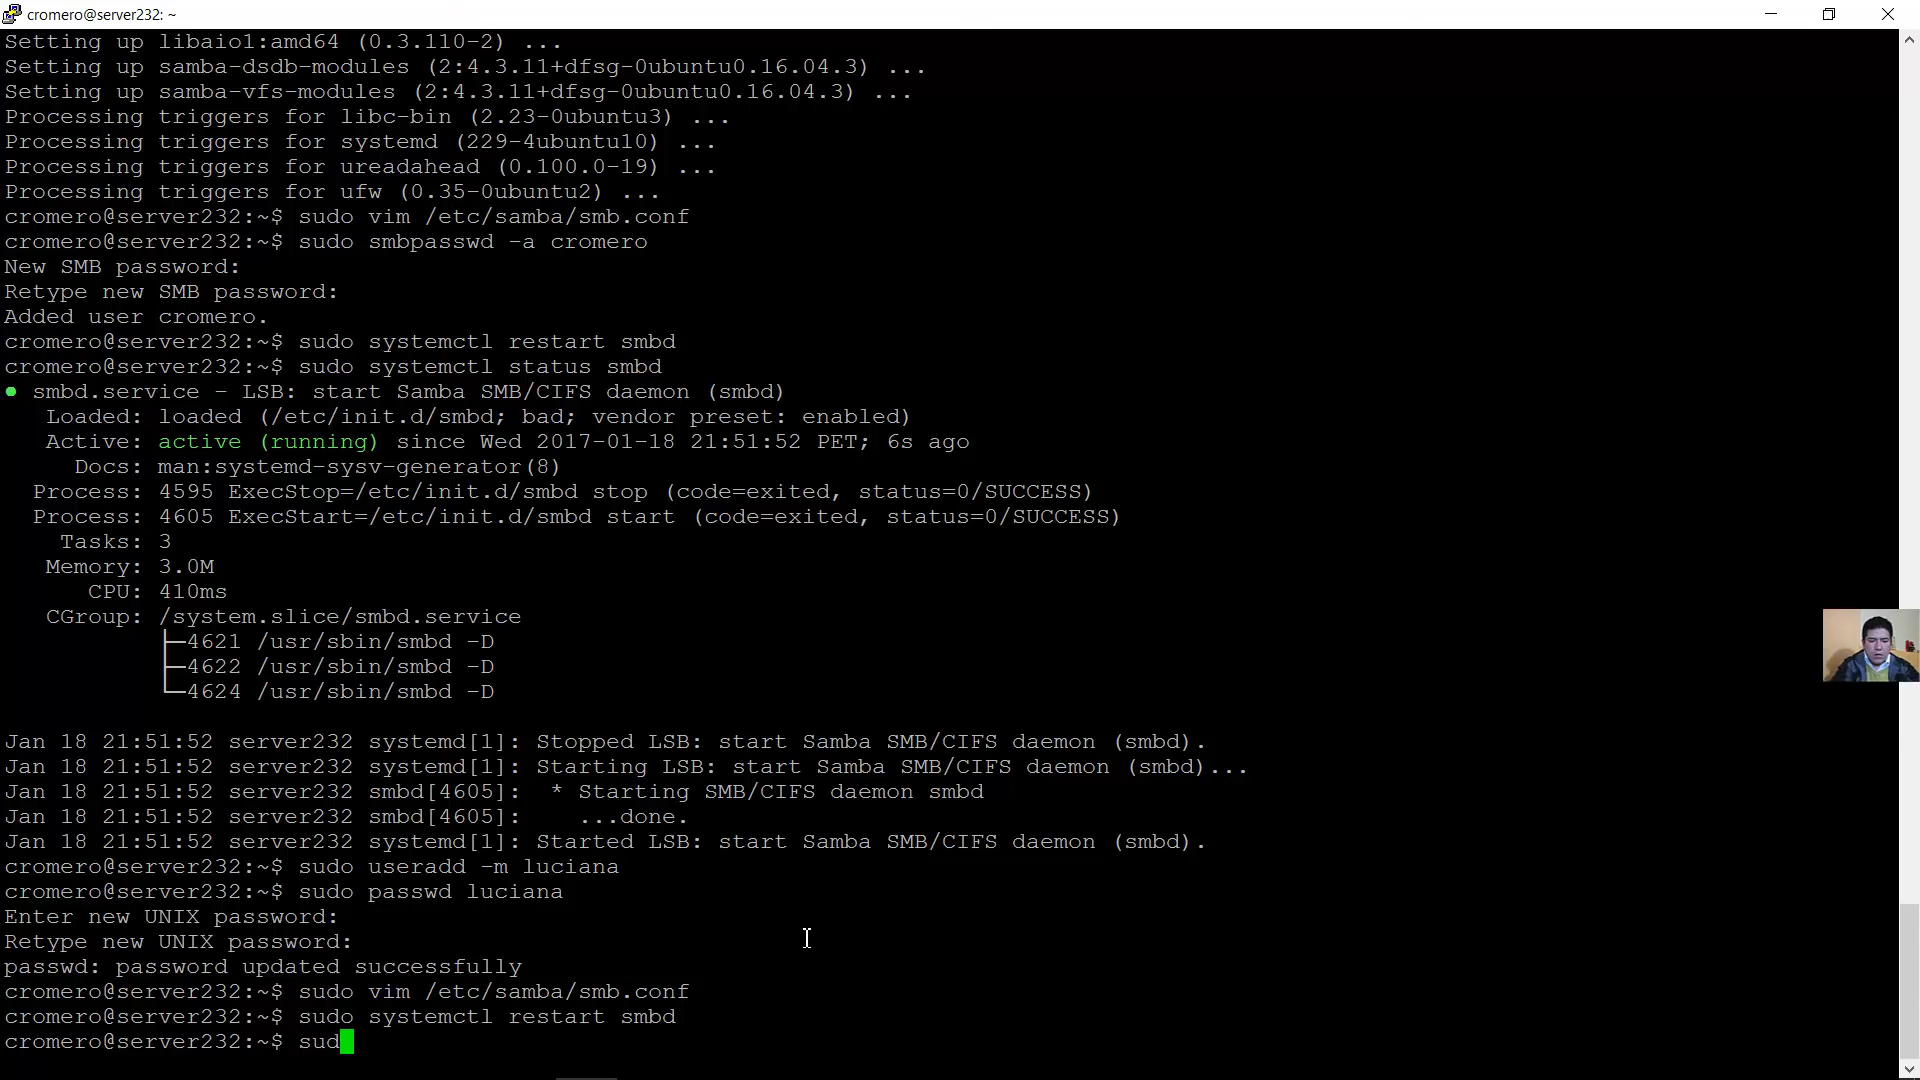 cromero@server232: ~
Setting up libaio1:amd64 (0.3.110-2) ...
Setting up samba-dsdb-modules (2:4.3.11+dfsg-0ubuntu0.16.04.3) ...
Setting up samba-vfs-modules (2:4.3.11+dfsg-0ubuntu0.16.04.3) ...
Processing triggers for libc-bin (2.23-0ubuntu3) ...
Processing triggers for systemd (229-4ubuntu10) ...
Processing triggers for ureadahead (0.100.0-19) ...
Processing triggers for ufw (0.35-0ubuntu2) ...
cromero@server232:~$ sudo vim /etc/samba/smb.conf
cromero@server232:~$ sudo smbpasswd -a cromero
New SMB password:
Retype new SMB password:
Added user cromero.
cromero@server232:~$ sudo systemctl restart smbd
cromero@server232:~$ sudo systemctl status smbd
● smbd.service - LSB: start Samba SMB/CIFS daemon (smbd)
   Loaded: loaded (/etc/init.d/smbd; bad; vendor preset: enabled)
   Active: active (running) since Wed 2017-01-18 21:51:52 PET; 6s ago
     Docs: man:systemd-sysv-generator(8)
  Process: 4595 ExecStop=/etc/init.d/smbd stop (code=exited, status=0/SUCCESS)
  Process: 4605 ExecStart=/etc/init.d/smbd start (code=exited, status=0/SUCCESS)
    Tasks: 3
   Memory: 3.0M
      CPU: 410ms
   CGroup: /system.slice/smbd.service
           ├─4621 /usr/sbin/smbd -D
           ├─4622 /usr/sbin/smbd -D
           └─4624 /usr/sbin/smbd -D
Jan 18 21:51:52 server232 systemd[1]: Stopped LSB: start Samba SMB/CIFS daemon (smbd).
Jan 18 21:51:52 server232 systemd[1]: Starting LSB: start Samba SMB/CIFS daemon (smbd)...
Jan 18 21:51:52 server232 smbd[4605]:  * Starting SMB/CIFS daemon smbd
Jan 18 21:51:52 server232 smbd[4605]:    ...done.
Jan 18 21:51:52 server232 systemd[1]: Started LSB: start Samba SMB/CIFS daemon (smbd).
cromero@server232:~$ sudo useradd -m luciana
cromero@server232:~$ sudo passwd luciana
Enter new UNIX password:
Retype new UNIX password:
passwd: password updated successfully
cromero@server232:~$ sudo vim /etc/samba/smb.conf
cromero@server232:~$ sudo systemctl restart smbd
cromero@server232:~$ sud